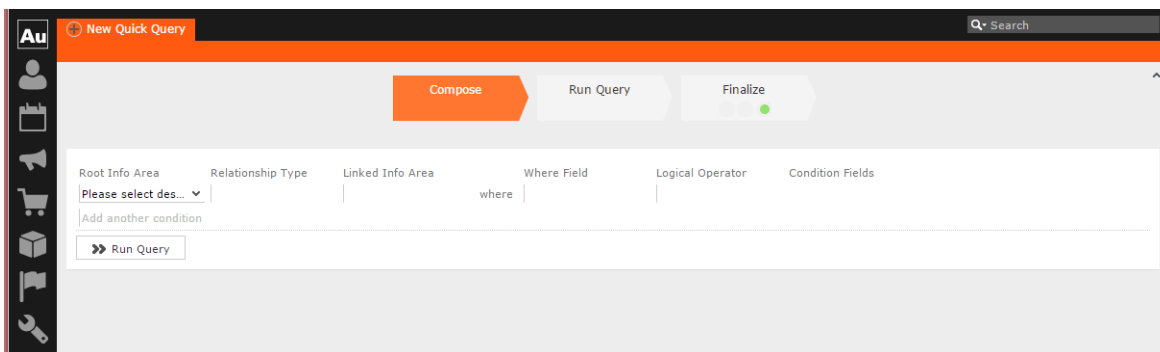 Au
New Quick Query
Search
Compose
Run Query
Finalize
Root Info Area Relationship Type Linked Info Area Where Field Logical Operator Condition Fields
Please select des... where
Add another condition
Run Query